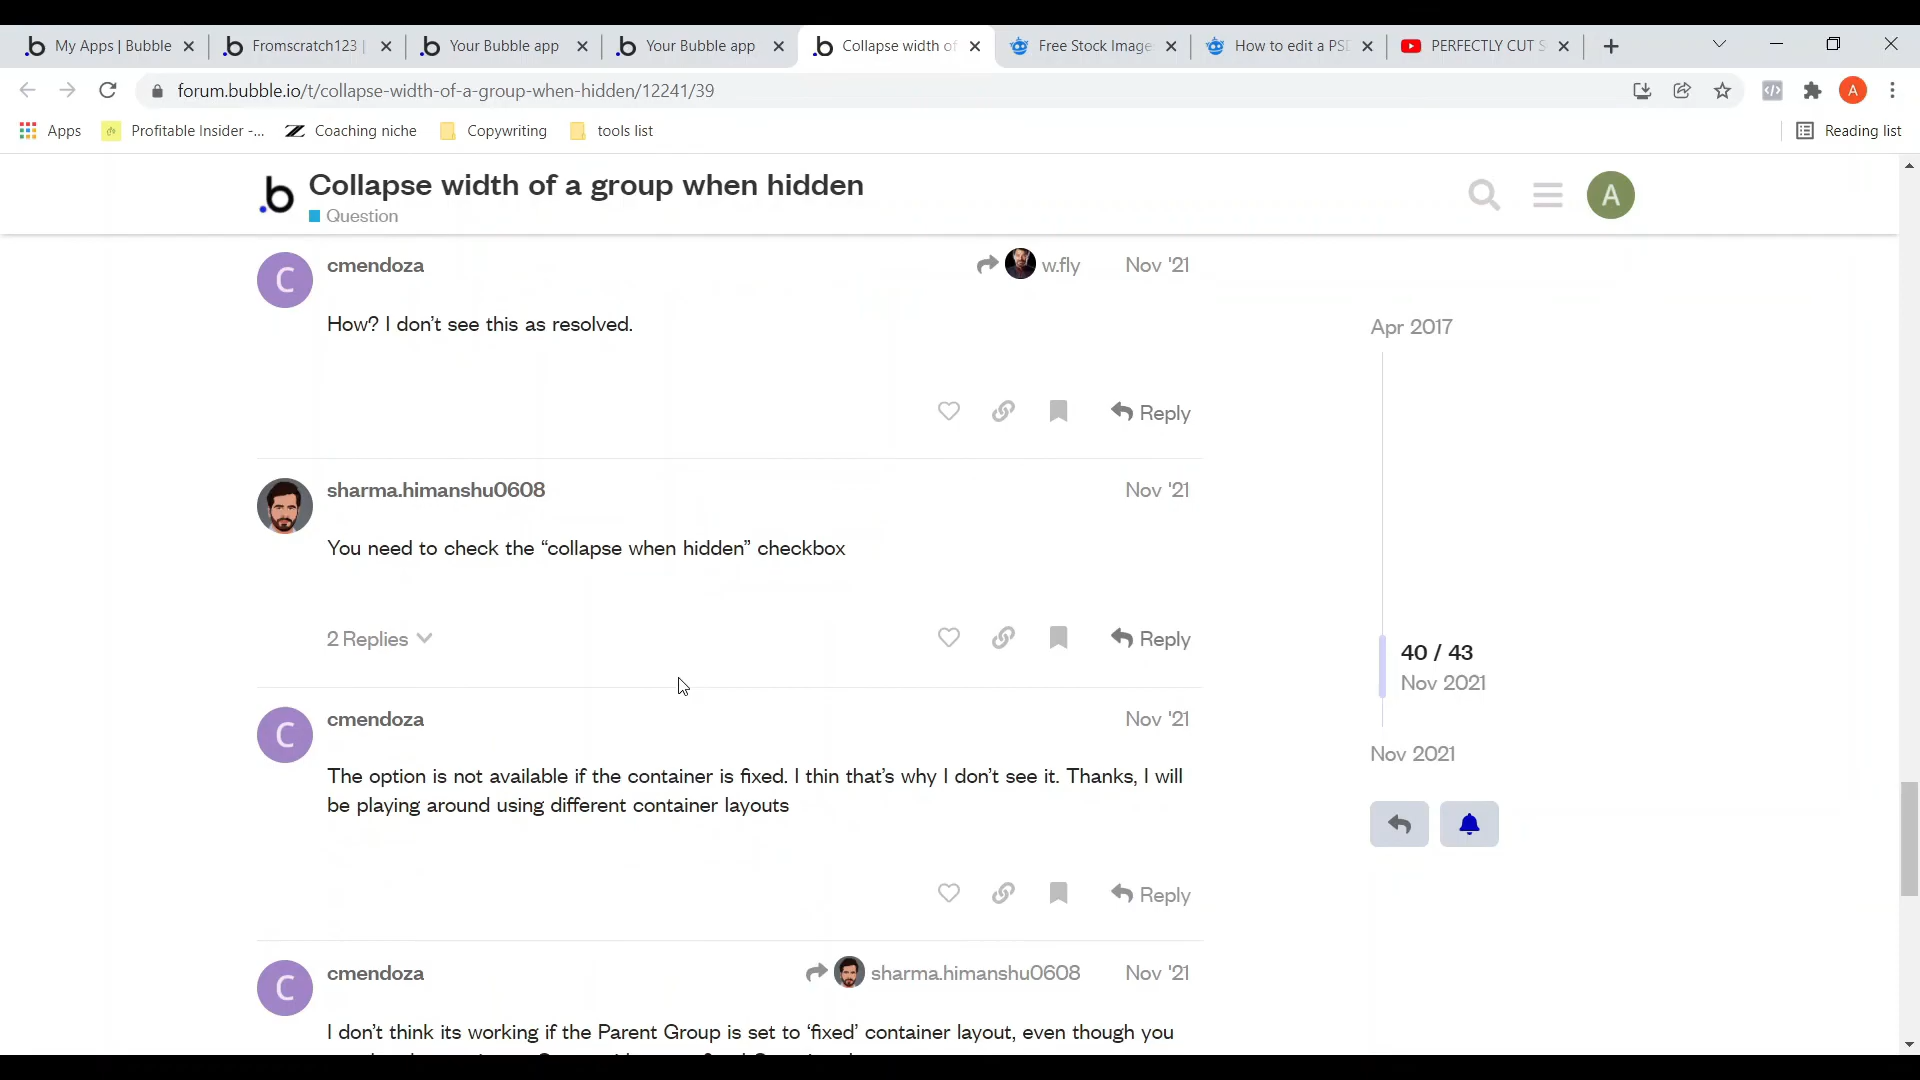 My Apps | Bubble
Fromscratch123 |
Your Bubble app
Your Bubble app
Collapse width of
Free Stock Image
How to edit a PSD
PERFECTLY CUT S
forum.bubble.io/t/collapse-width-of-a-group-when-hidden/12241/39
A
Apps
Profitable Insider -...
Coaching niche
Copywriting
tools list
Reading list
.b
Collapse width of a group when hidden
Question
A
C
cmendoza
w.fly
Nov '21
How? I don’t see this as resolved.
Reply
sharma.himanshu0608
Nov '21
You need to check the “collapse when hidden” checkbox
2 Replies
Reply
C
cmendoza
Nov '21
The option is not available if the container is fixed. I thin that’s why I don’t see it. Thanks, I will
be playing around using different container layouts
Reply
C
cmendoza
sharma.himanshu0608
Nov '21
I don’t think its working if the Parent Group is set to ‘fixed’ container layout, even though you
Apr 2017
40 / 43
Nov 2021
Nov 2021